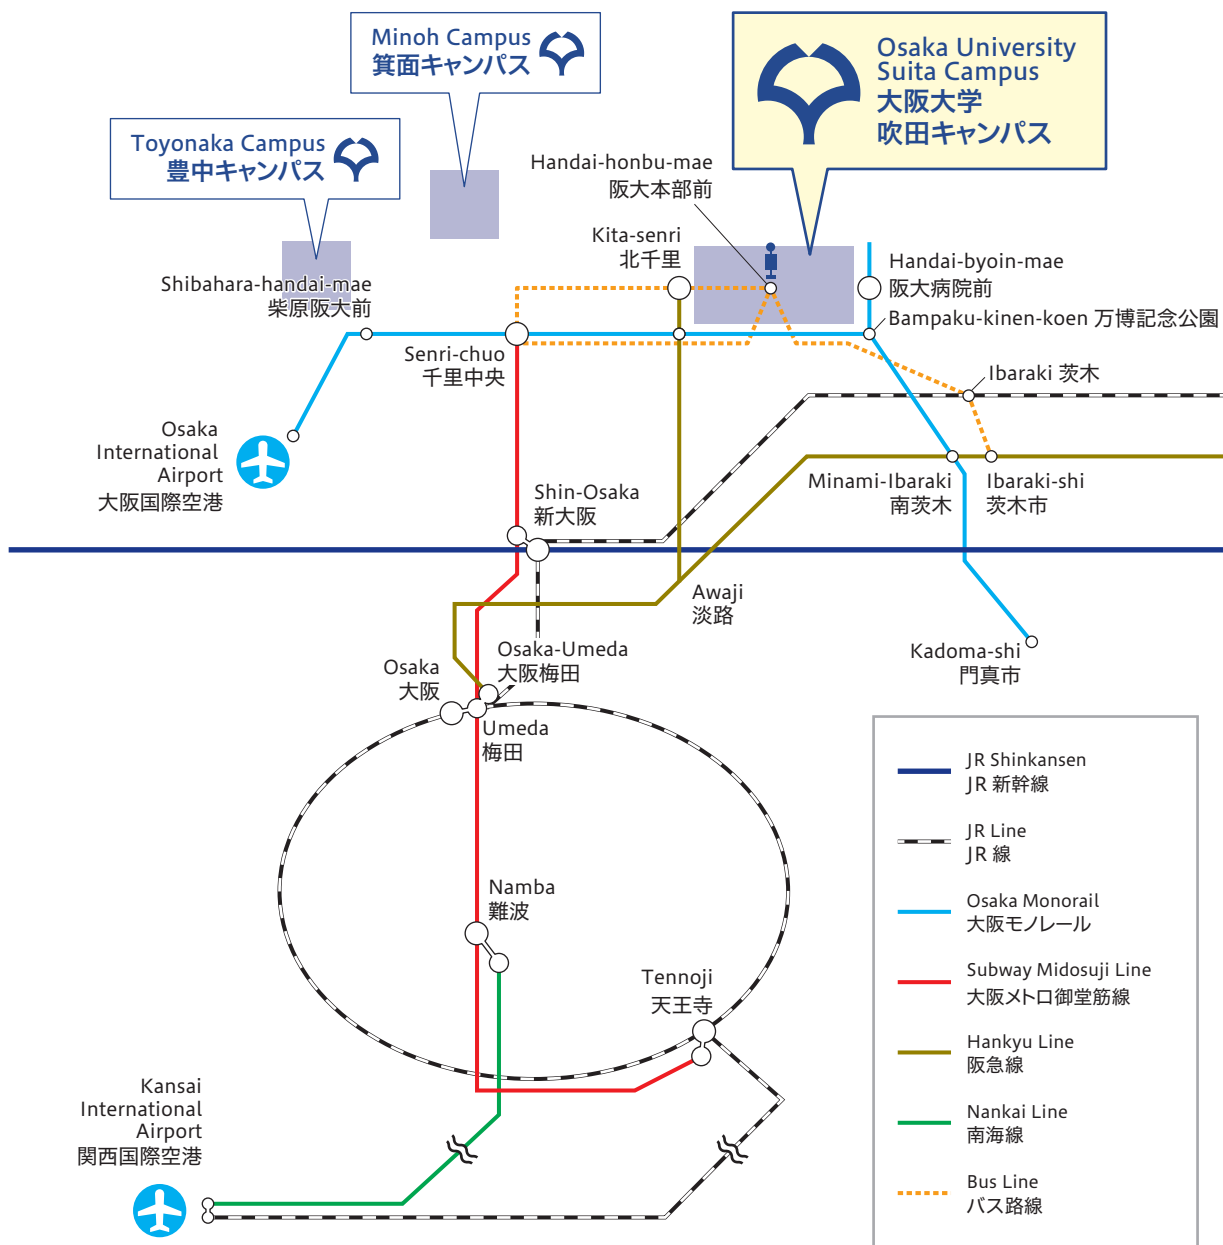 Minoh Campus
箕面キャンパス
Osaka University
Suita Campus
大阪大学
吹田キャンパス
Toyonaka Campus
豊中キャンパス
Handai-honbu-mae
阪大本部前
Kita-senri
北千里
Handai-byoin-mae
阪大病院前
Shibahara-handai-mae
柴原阪大前
Bampaku-kinen-koen 万博記念公園
Senri-chuo
千里中央
Ibaraki 茨木
Osaka
International
Airport
大阪国際空港
Minami-Ibaraki
南茨木
Ibaraki-shi
茨木市
Shin-Osaka
新大阪
Awaji
淡路
Osaka-Umeda
大阪梅田
Kadoma-shi
門真市
Osaka
大阪
Umeda
梅田
JR Shinkansen
JR 新幹線
JR Line
JR 線
Osaka Monorail
大阪モノレール
Subway Midosuji Line
大阪メトロ御堂筋線
Hankyu Line
阪急線
Nankai Line
南海線
Bus Line
バス路線
Namba
難波
Tennoji
天王寺
Kansai
International
Airport
関西国際空港